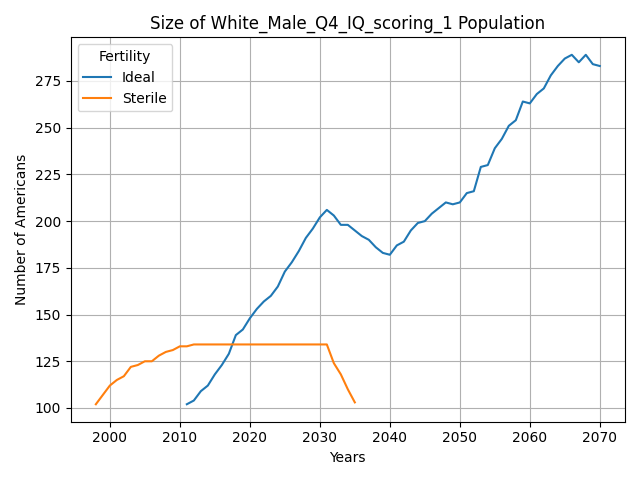 Size of White_Male_Q4_IQ_scoring_1 Population
Fertility
Ideal
Sterile
275
250
225
200
175
150
125
100
Number of Americans
2000 2010 2020 2030 2040 2050 2060 2070
Years